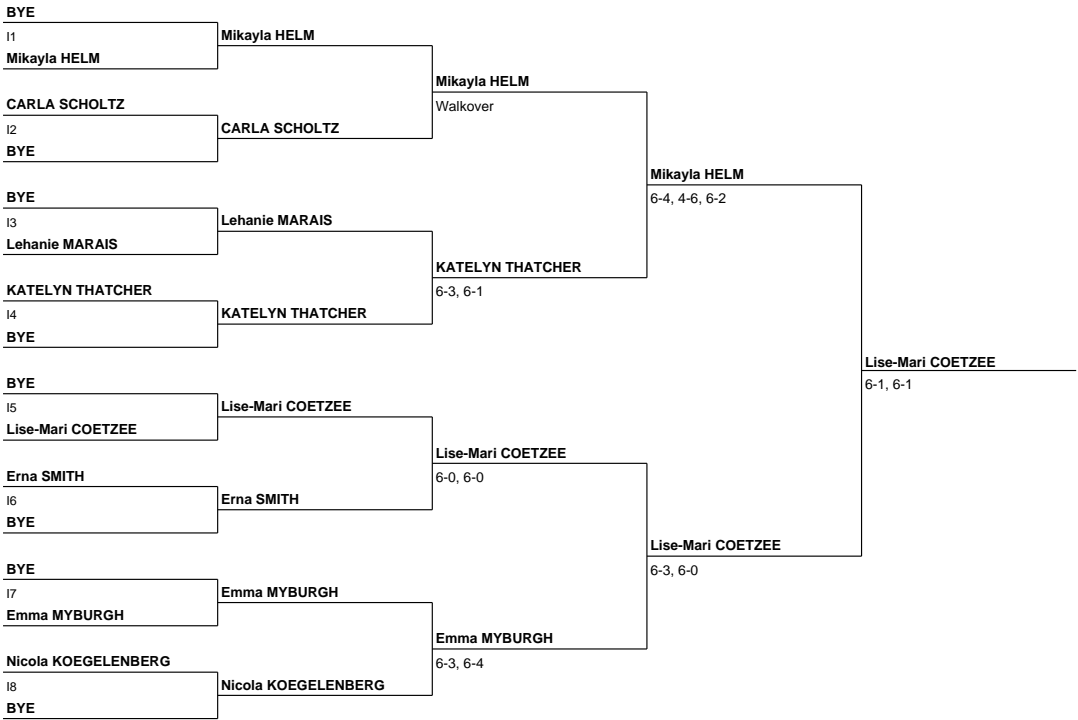 BYE
I1
Mikayla HELM
CARLA SCHOLTZ
I2
BYE
BYE
I3
Lehanie MARAIS
KATELYN THATCHER
I4
BYE
BYE
I5
Lise-Mari COETZEE
Erna SMITH
I6
BYE
BYE
I7
Emma MYBURGH
Nicola KOEGELENBERG
I8
BYE
Mikayla HELM
CARLA SCHOLTZ
Lehanie MARAIS
KATELYN THATCHER
Lise-Mari COETZEE
Erna SMITH
Emma MYBURGH
Nicola KOEGELENBERG
Mikayla HELM
Walkover
KATELYN THATCHER
6-3, 6-1
Lise-Mari COETZEE
6-0, 6-0
Emma MYBURGH
6-3, 6-4
Mikayla HELM
6-4, 4-6, 6-2
Lise-Mari COETZEE
6-3, 6-0
Lise-Mari COETZEE
6-1, 6-1